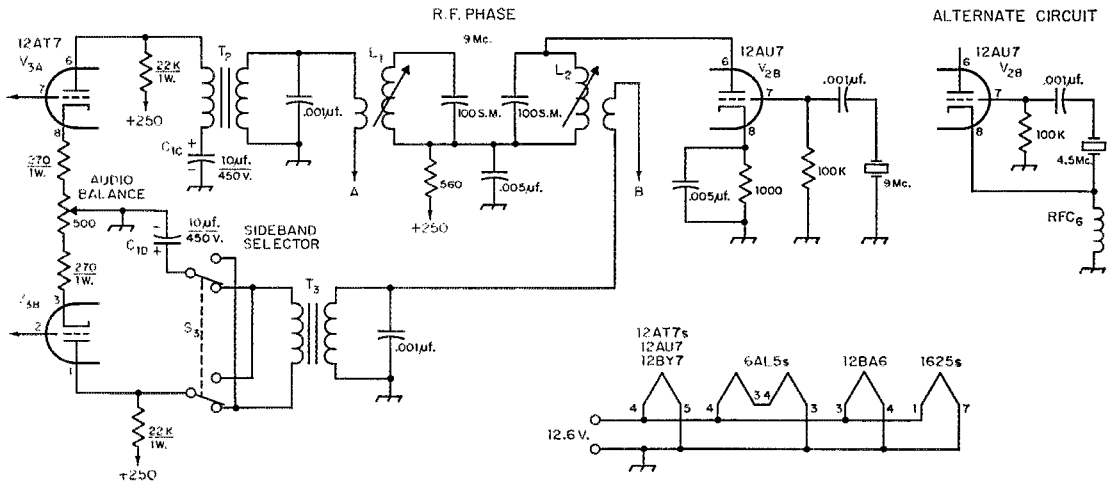 R.F. PHASE
9 Mc.
ALTERNATE CIRCUIT
12AT7
V3A
6
7
8
22K
1W.
+250
T2
.001µf.
L1
100 S.M.
100 S.M.
L2
12AU7
V2B
6
7
8
.001µf.
100K
9 Mc.
12AU7
V2B
6
7
8
.001µf.
100K
4.5Mc.
RFC6
C1C
+
-
10µf.
450 V.
A
560
+250
.005µf.
B
.005µf.
1000
270
1W.
AUDIO
BALANCE
500
270
1W.
C1D
-
+
10µf.
450V.
SIDEBAND
SELECTOR
S3
T3
.001µf.
V3B
3
2
1
22K
1W.
+250
12AT7s
12AU7
12BY7
6AL5s
12BA6
1625s
4
5
4
3 4
3
3
4
1
7
12.6V.